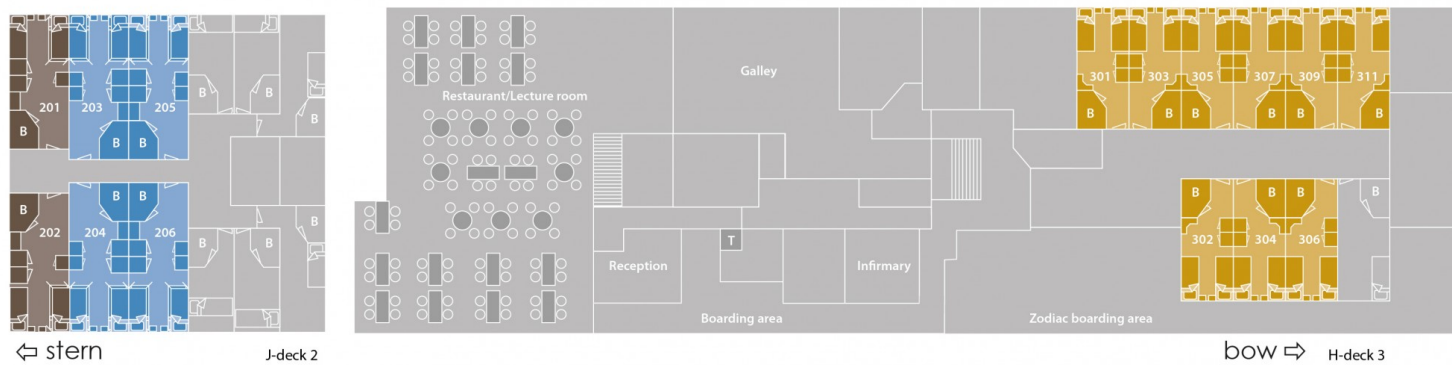 201 203 205
B B B B B
B
202 204 206
B B B B B
B
⇦ stern
J-deck 2
Restaurant/Lecture room
Galley
T
Reception
Infirmary
Boarding area
Zodiac boarding area
301 303 305 307 309 311
B B B B B B
B B B B
302 304 306
bow ⇨
H-deck 3